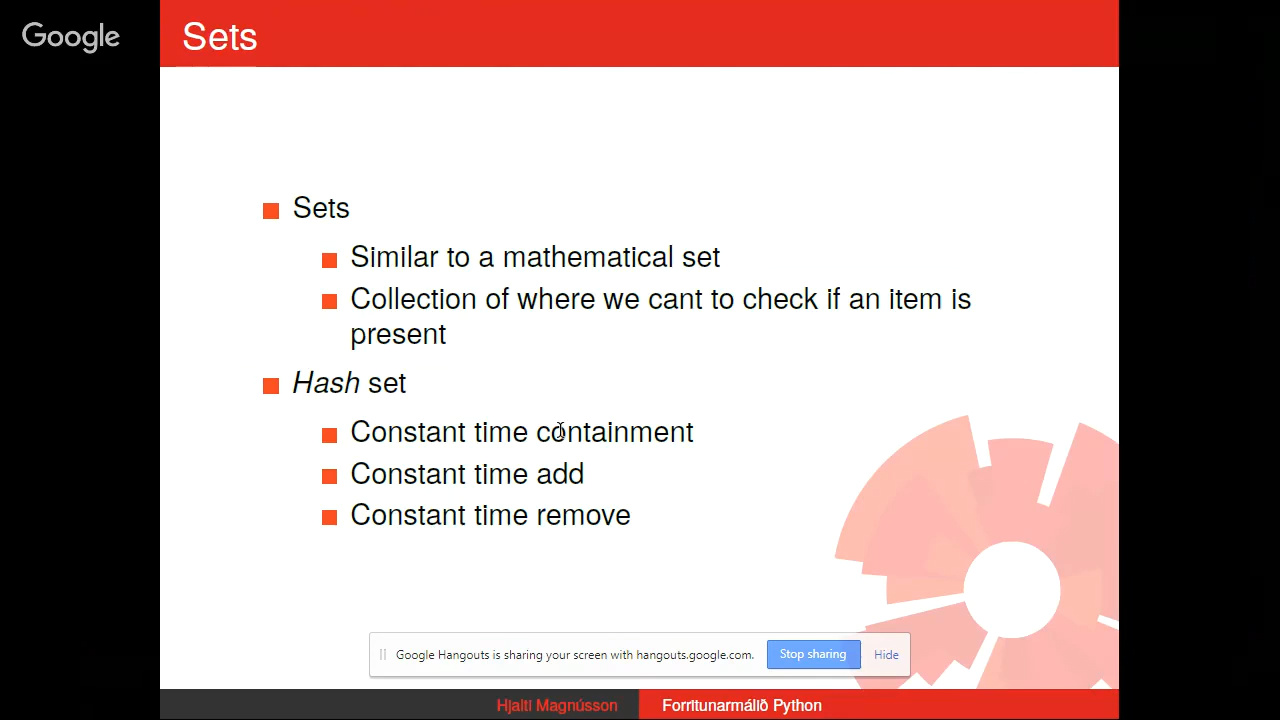 Google
Sets
Sets
Similar to a mathematical set
Collection of where we cant to check if an item is
present
Hash set
Constant time containment
Constant time add
Constant time remove
Google Hangouts is sharing your screen with hangouts.google.com.
Stop sharing
Hide
Hjalti Magnússon
Forritunarmálið Python